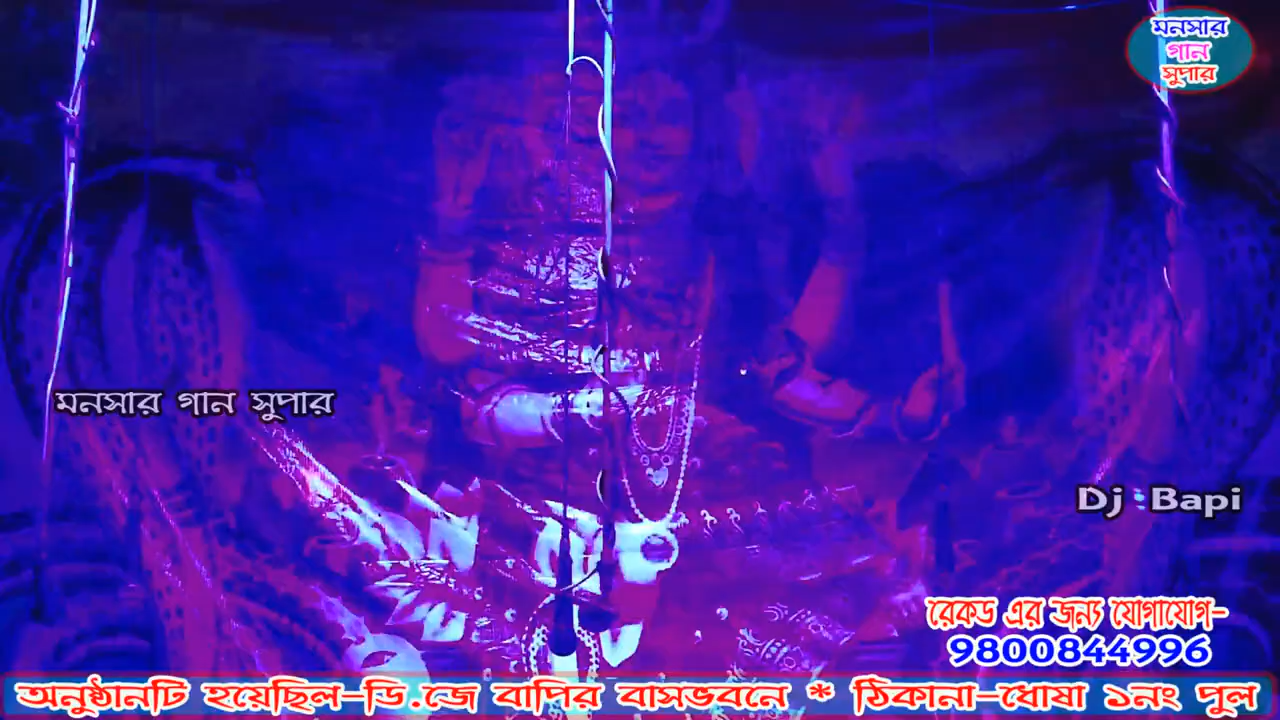 মনসার
গান
সুপার
মনসার গান সুপার
Dj Bapi
রেকড এর জন্য যোগাযোগ-
9800844996
অনুষ্ঠানটি হয়েছিল-ডি.জে বাপির বাসভবনে * ঠিকানা-ধোষা ১নং পুল